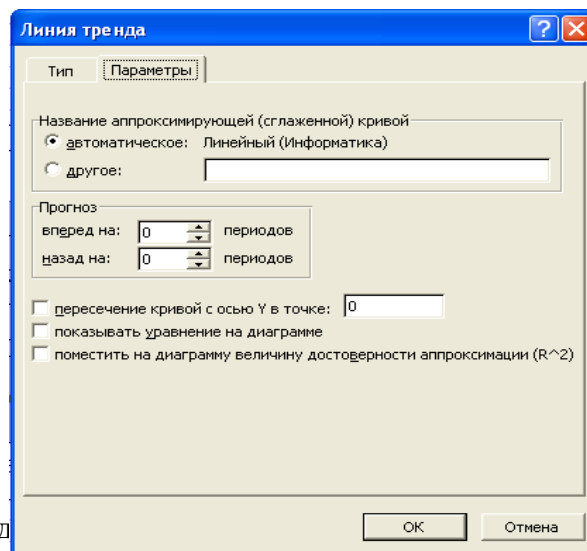 Линия тренда
Тип
Параметры
Название аппроксимирующей (сглаженной) кривой
автоматическое: Линейный (Информатика)
другое:
Прогноз
вперед на: 0 периодов
назад на: 0 периодов
пересечение кривой с осью Y в точке: 0
показывать уравнение на диаграмме
поместить на диаграмму величину достоверности аппроксимации (R^2)
ОК
Отмена